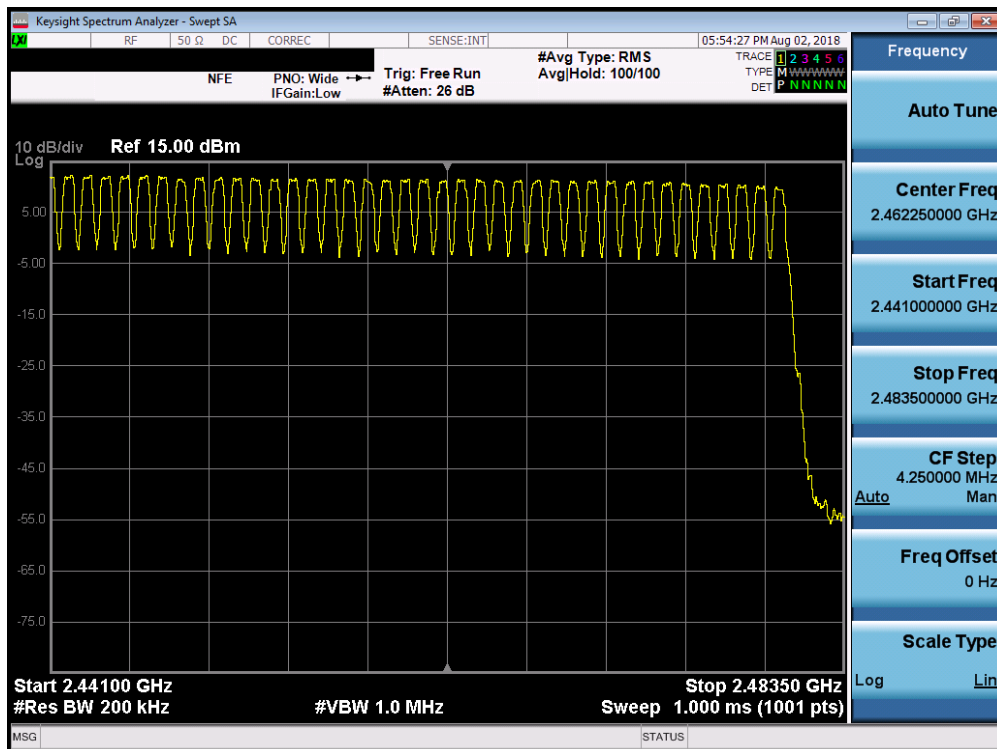 Keysight Spectrum Analyzer - Swept SA
LXI RF 50 Ω DC CORREC SENSE:INT 05:54:27 PM Aug 02, 2018
NFE PNO: Wide IFGain:Low Trig: Free Run #Atten: 26 dB
#Avg Type: RMS
Avg|Hold: 100/100
TRACE 1 2 3 4 5 6
TYPE M WWWWW
DET P N N N N N
10 dB/div Ref 15.00 dBm
Log
5.00
-5.00
-15.0
-25.0
-35.0
-45.0
-55.0
-65.0
-75.0
Start 2.44100 GHz Stop 2.48350 GHz
#Res BW 200 kHz #VBW 1.0 MHz Sweep 1.000 ms (1001 pts)
MSG STATUS
Frequency
Auto Tune
Center Freq
2.462250000 GHz
Start Freq
2.441000000 GHz
Stop Freq
2.483500000 GHz
CF Step
4.250000 MHz
Auto Man
Freq Offset
0 Hz
Scale Type
Log Lin